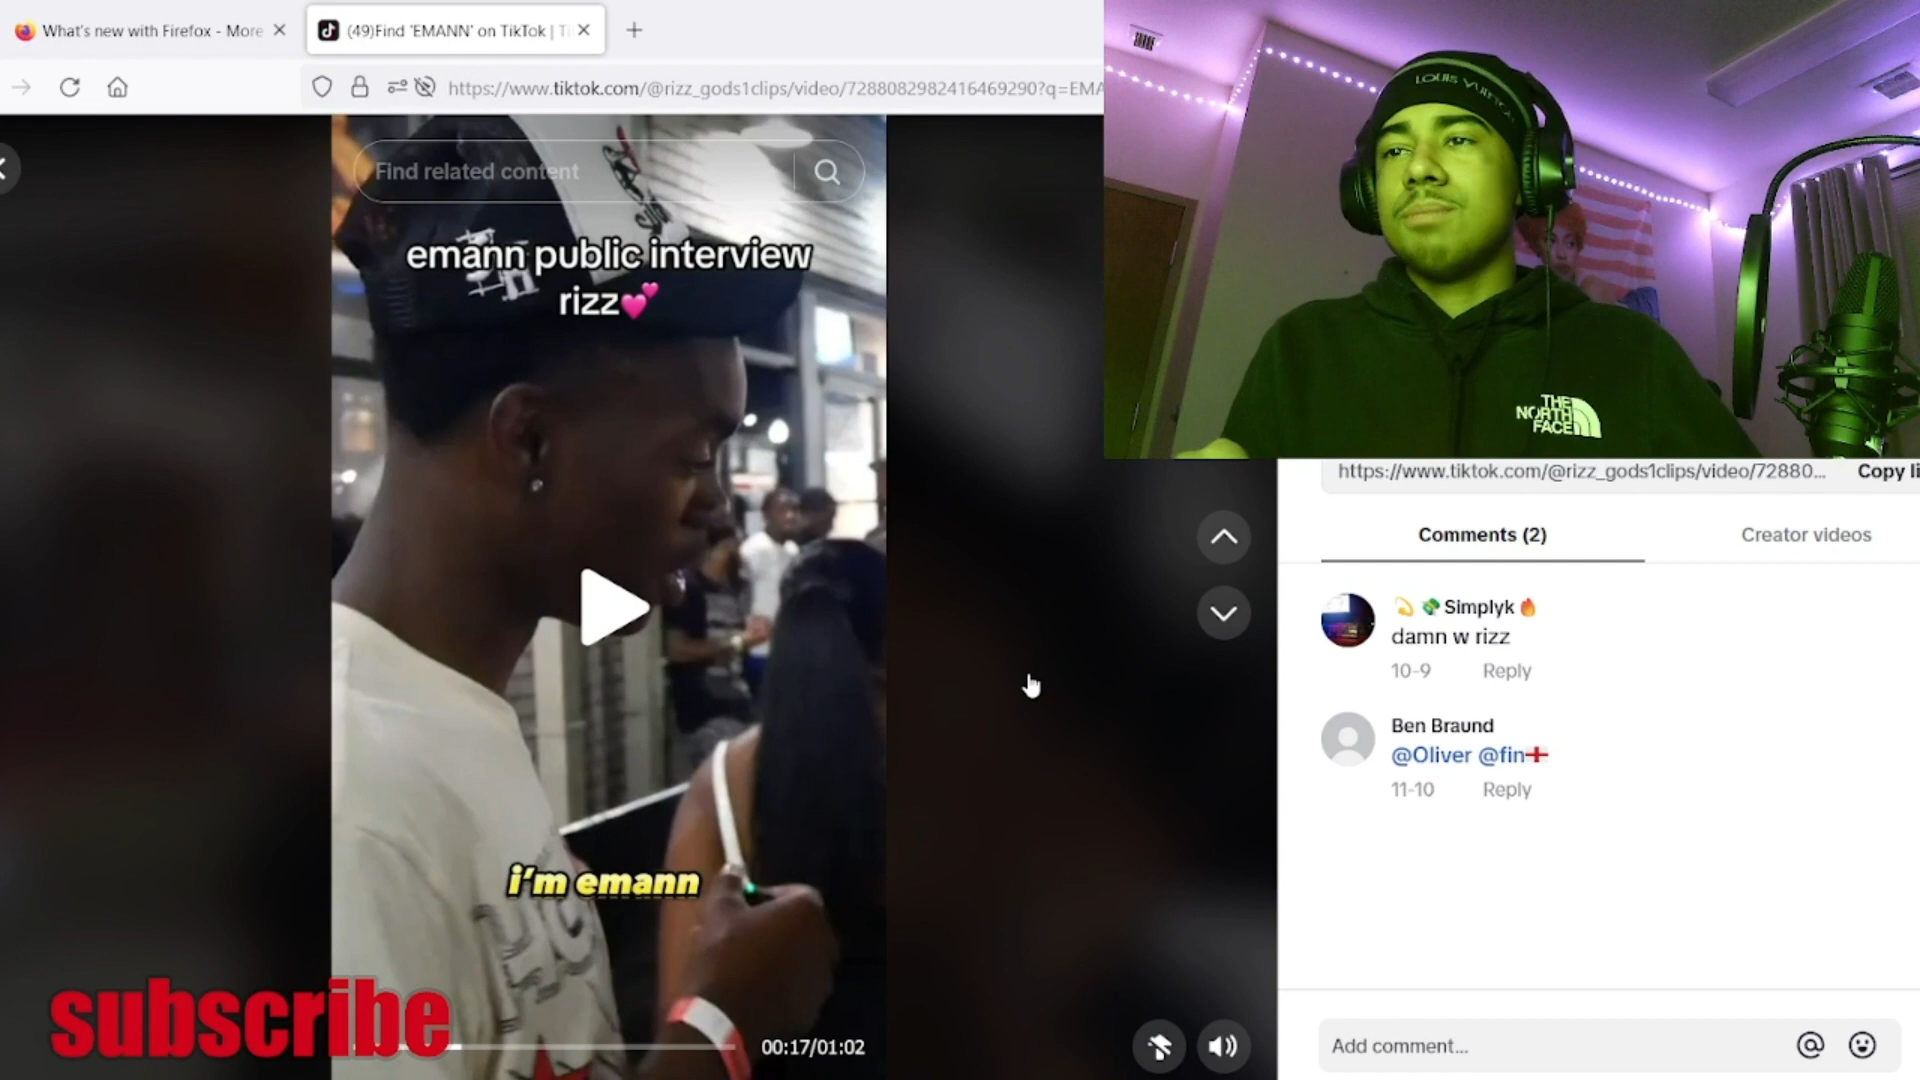 What's new with Firefox - More
(49)Find 'EMANN' on TikTok | Ti
https://www.tiktok.com/@rizz_gods1clips/video/7288082982416469290?q=EMA
Find related content
emann public interview
rizz💕
i'm emann
subscribe
00:17/01:02
LOUIS VUITTON
THE
NORTH
FACE
https://www.tiktok.com/@rizz_gods1clips/video/72880...
Copy li
Comments (2)
Creator videos
💫 💸 Simplyk 🔥
damn w rizz
10-9
Reply
Ben Braund
@Oliver @fin🏴󠁧󠁢󠁥󠁮󠁧󠁿
11-10
Reply
Add comment...